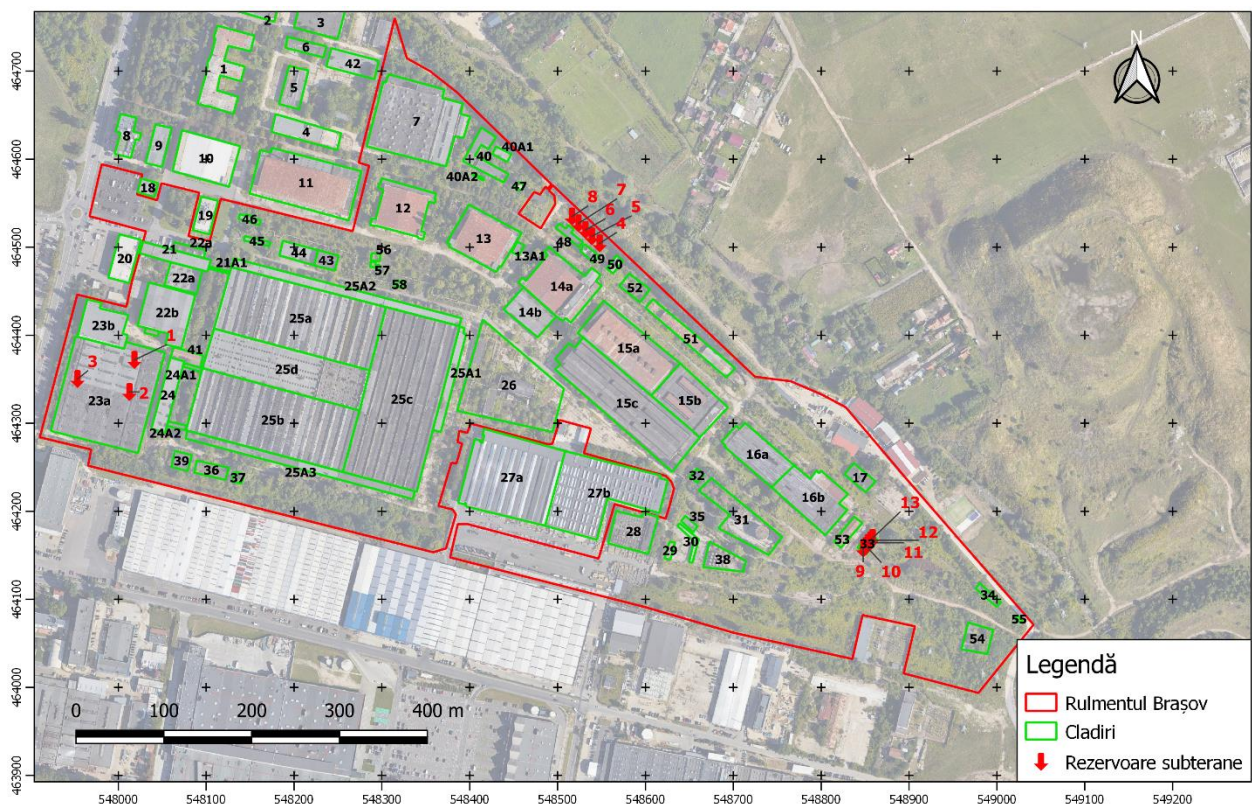 N
2
3
6
42
1
5
7
464700
8
9
4
10
40A1
40
464600
11
40A2
47
18
8
7
6
5
4
12
19
46
48
45
22a
21
20
44
43
56
57
58
13
13A1
49
50
464500
21A1
25A2
22a
14a
52
22b
23b
25a
14b
51
464400
1
41
15a
3
24A1
25d
25A1
26
15b
2
23a
24
25c
15c
24A2
25b
16a
464300
39
36
37
25A3
27a
27b
32
17
16b
13
464200
35
31
28
30
29
38
53
33
12
11
9
10
464100
34
55
54
464000
Legendă
Rulmentul Brașov
Cladiri
Rezervoare subterane
0 100 200 300 400 m
463900
548000 548100 548200 548300 548400 548500 548600 548700 548800 548900 549000 549100 549200